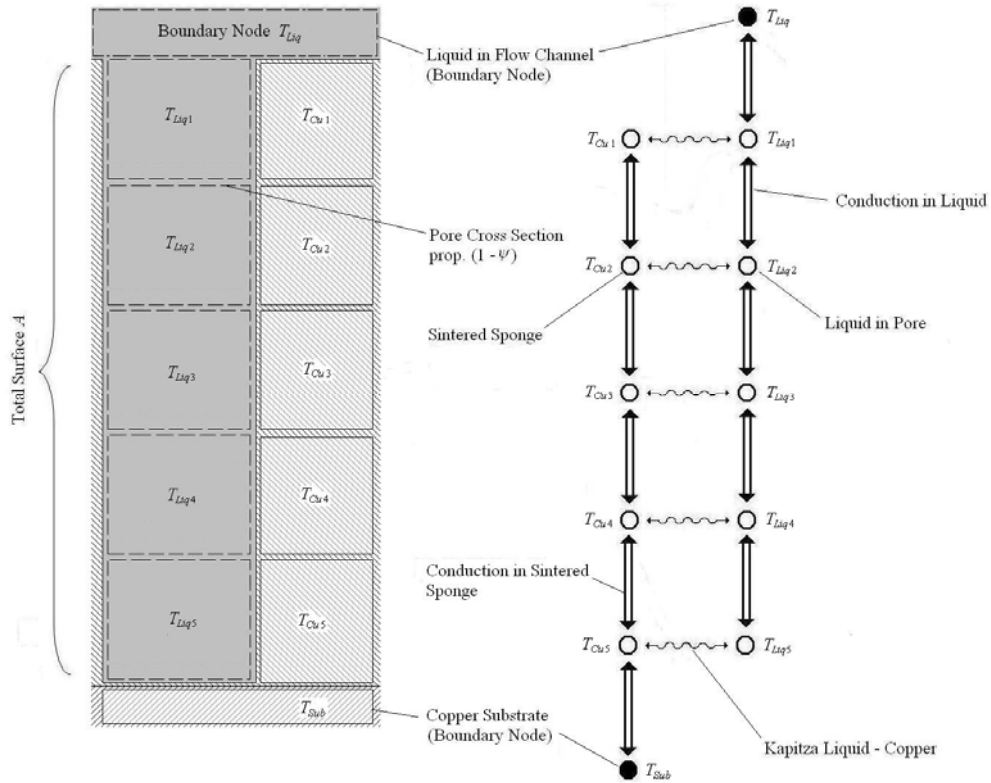 Boundary Node T_Liq
T_Liq1
T_Cu1
T_Liq2
T_Cu2
T_Liq3
T_Cu3
T_Liq4
T_Cu4
T_Liq5
T_Cu5
T_Sub
Total Surface A
Liquid in Flow Channel
(Boundary Node)
Pore Cross Section
prop. (1 - ψ)
Sintered Sponge
Conduction in Sintered
Sponge
Copper Substrate
(Boundary Node)
T_Liq
T_Cu1
T_Liq1
Conduction in Liquid
T_Cu2
T_Liq2
Liquid in Pore
T_Cu3
T_Liq3
T_Cu4
T_Liq4
T_Cu5
T_Liq5
Kapitza Liquid - Copper
T_Sub